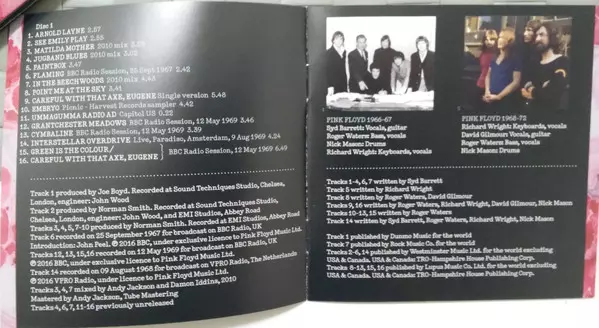 Disc 1
1. ARNOLD LAYNE 2.57
2. SEE EMILY PLAY 2.55
3. MATILDA MOTHER 2010 mix
4. JUGBAND BLUES 2010 mix
5. PAINTBOX 3.47
6. FLAMING BBC Radio Session, 25 Sept 1967 2.42
7. IN THE BEECHWOODS 2010 mix 4.43
8. POINT ME AT THE SKY 3.41
9. CAREFUL WITH THAT AXE, EUGENE Single version 5.48
10. EMBRYO Picnic - Harvest Records sampler 4.42
11. UMMAGUMMA RADIO AD Capitol US 0.22
12. GRANTCHESTER MEADOWS BBC Radio Session, 12 May 1969 3.46
13. CYMBALINE BBC Radio Session, 12 May 1969 3.39
14. INTERSTELLAR OVERDRIVE Live, Paradiso, Amsterdam, 9 Aug 1969 4.24
15. GREEN IS THE COLOUR/
16. CAREFUL WITH THAT AXE, EUGENE
BBC Radio Session, 12 May 1969 6.49
Track 1 produced by Joe Boyd. Recorded at Sound Techniques Studio, Chelsea,
London, engineer: John Wood
Track 2 produced by Norman Smith. Recorded at Sound Techniques Studio,
Chelsea, London, engineer: John Wood, and EMI Studios, Abbey Road
Tracks 3, 4, 5, 7-10 produced by Norman Smith. Recorded at EMI Studios, Abbey Road
Track 6 recorded on 25 September 1967 for broadcast on BBC Radio, UK
Introduction: John Peel. ℗ 2016 BBC, under exclusive licence to Pink Floyd Music Ltd.
Tracks 12, 13, 15, 16 recorded on 12 May 1969 for broadcast on BBC Radio, UK
℗ 2016 BBC, under exclusive licence to Pink Floyd Music Ltd.
Track 14 recorded on 09 August 1968 for broadcast on VPRO Radio, The Netherlands
℗ 2016 VPRO Radio, under licence to Pink Floyd Music Ltd.
Tracks 3, 4, 7 mixed by Andy Jackson and Damon Iddins, 2010
Mastered by Andy Jackson, Tube Mastering
Tracks 4, 6, 7, 11-16 previously unreleased
PINK FLOYD 1966-67
Syd Barrett: Vocals, guitar
Roger Waters: Bass, vocals
Nick Mason: Drums
Richard Wright: Keyboards, vocals
PINK FLOYD 1968-72
Richard Wright: Keyboards, vocals
David Gilmour: Vocals, guitar
Roger Waters: Bass, vocals
Nick Mason: Drums
Tracks 1-4, 6, 7 written by Syd Barrett
Track 5 written by Richard Wright
Track 8 written by Roger Waters, David Gilmour
Tracks 9, 16 written by Roger Waters, Richard Wright, David Gilmour, Nick Mason
Tracks 10-13, 15 written by Roger Waters
Track 14 written by Syd Barrett, Roger Waters, Richard Wright, Nick Mason
Track 1 published by Dunmo Music for the world
Track 7 published by Rock Music Co. for the world
Tracks 2-6, 14 published by Westminster Music Ltd. for the world excluding
USA & Canada. USA & Canada: TRO-Hampshire House Publishing Corp.
Tracks 8-13, 15, 16 published by Lupus Music Co. Ltd. for the world excluding
USA & Canada. USA & Canada: TRO-Hampshire House Publishing Corp.